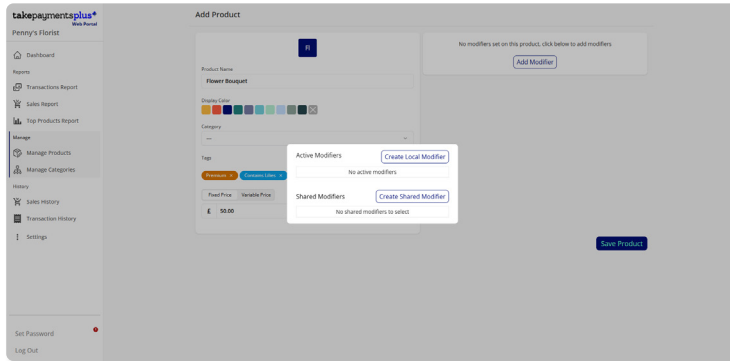 takepaymentsplus+
Web Portal
Penny's Florist
Dashboard
Reports
Transactions Report
Sales Report
Top Products Report
Manage
Manage Products
Manage Categories
History
Sales History
Transaction History
Settings
Set Password
Log Out
Add Product
FI
Product Name
Flower Bouquet
Display Color
Category
---
Tags
Premium ×
Contains Lilies ×
Fixed Price
Variable Price
£ 50.00
No modifiers set on this product, click below to add modifiers
Add Modifier
Active Modifiers
Create Local Modifier
No active modifiers
Shared Modifiers
Create Shared Modifier
No shared modifiers to select
Save Product